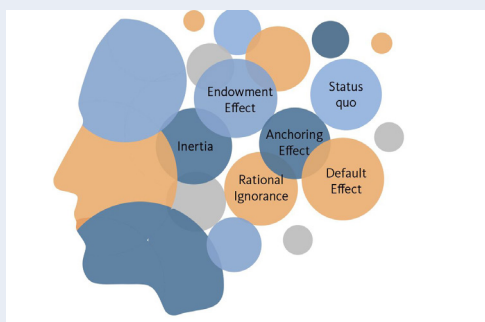 Endowment
Effect
Status
quo
Inertia
Anchoring
Effect
Rational
Ignorance
Default
Effect